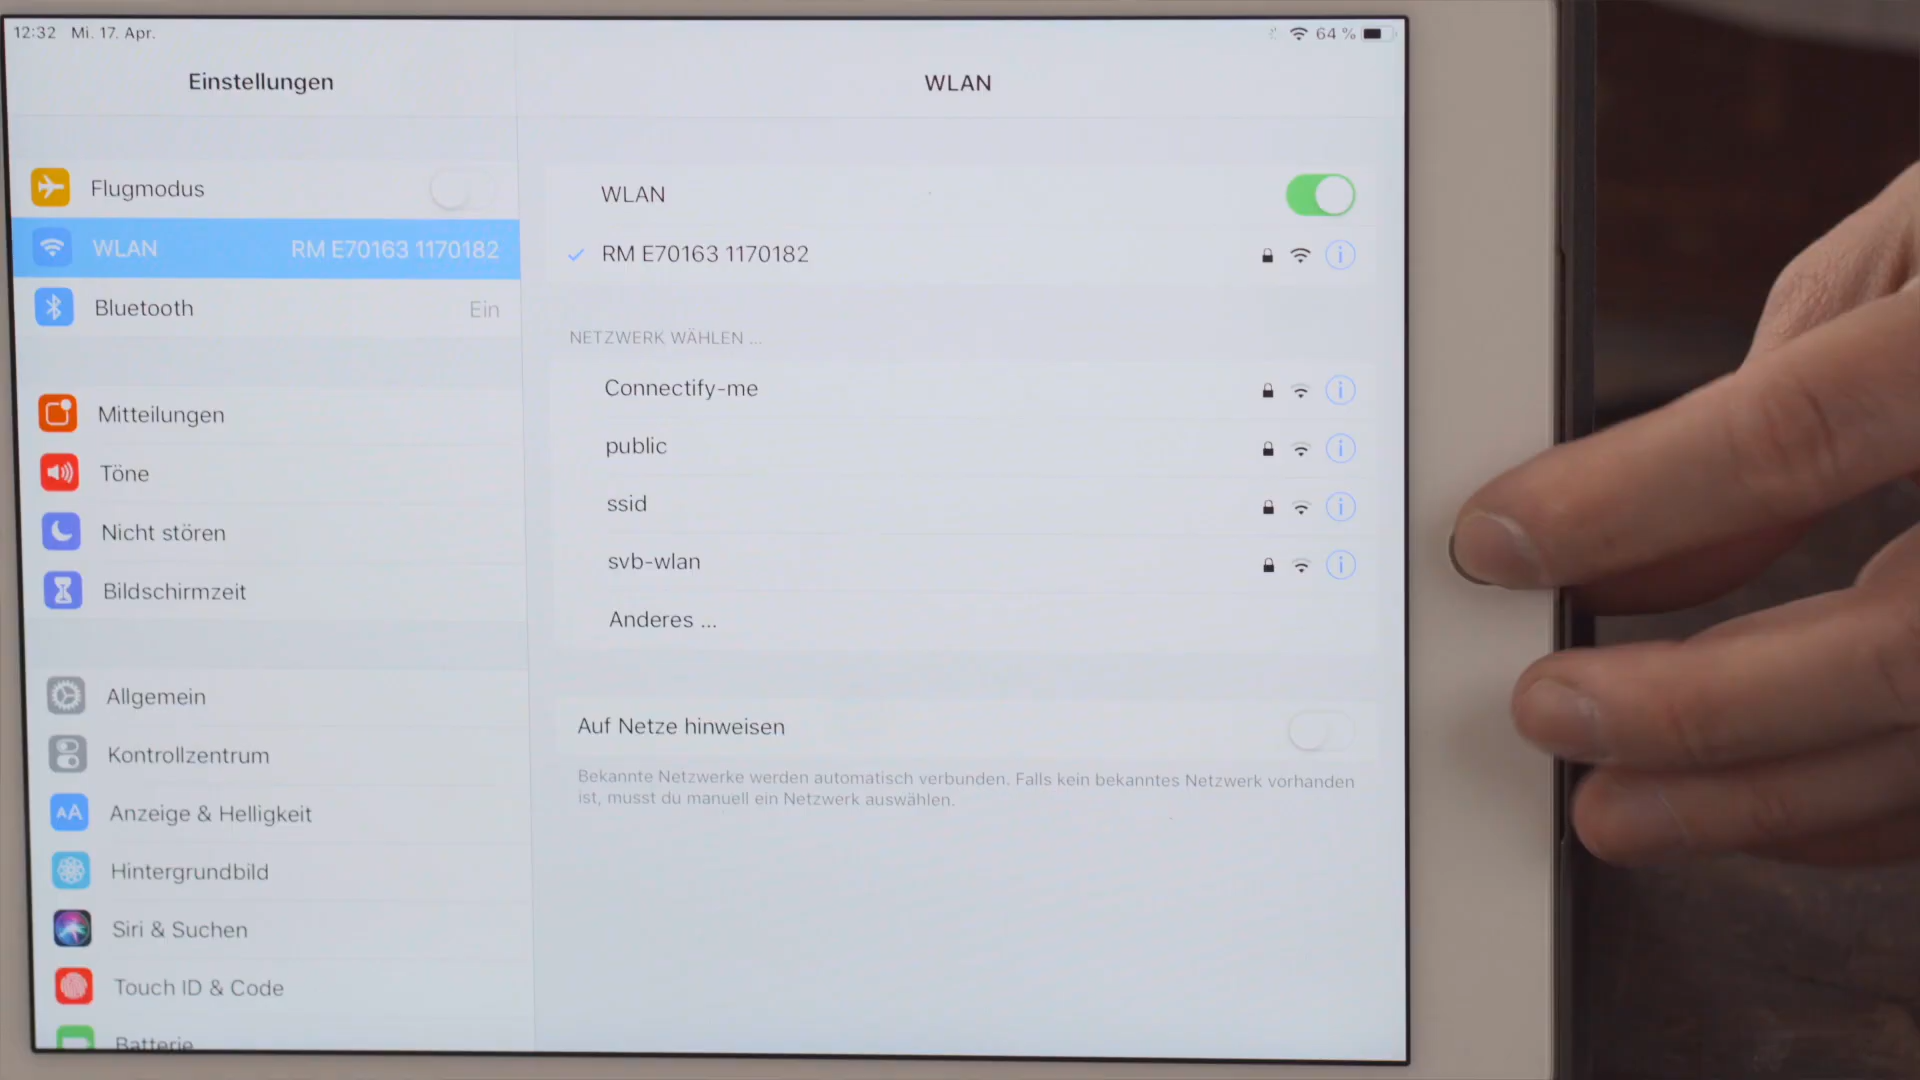 12:32 Mi. 17. Apr.
64 %
Einstellungen
WLAN
Flugmodus
WLAN RM E70163 1170182
Bluetooth Ein
Mitteilungen
Töne
Nicht stören
Bildschirmzeit
Allgemein
Kontrollzentrum
AA Anzeige & Helligkeit
Hintergrundbild
Siri & Suchen
Touch ID & Code
Batterie
WLAN
RM E70163 1170182
NETZWERK WÄHLEN ...
Connectify-me
public
ssid
svb-wlan
Anderes ...
Auf Netze hinweisen
Bekannte Netzwerke werden automatisch verbunden. Falls kein bekanntes Netzwerk vorhanden
ist, musst du manuell ein Netzwerk auswählen.